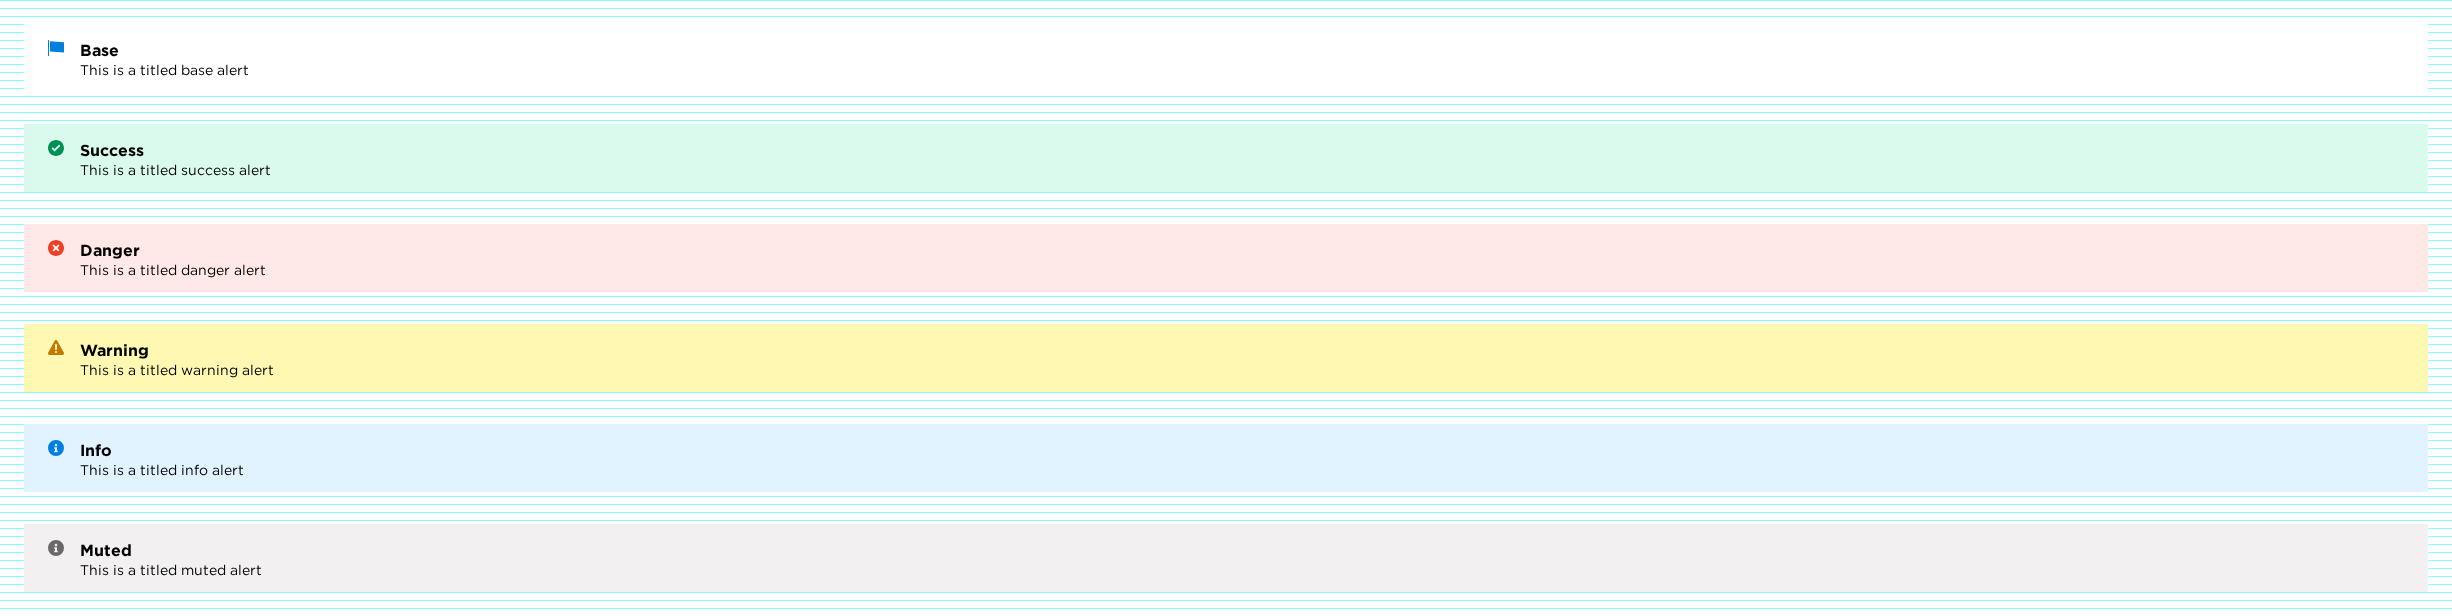 Base
This is a titled base alert
Success
This is a titled success alert
Danger
This is a titled danger alert
Warning
This is a titled warning alert
Info
This is a titled info alert
Muted
This is a titled muted alert